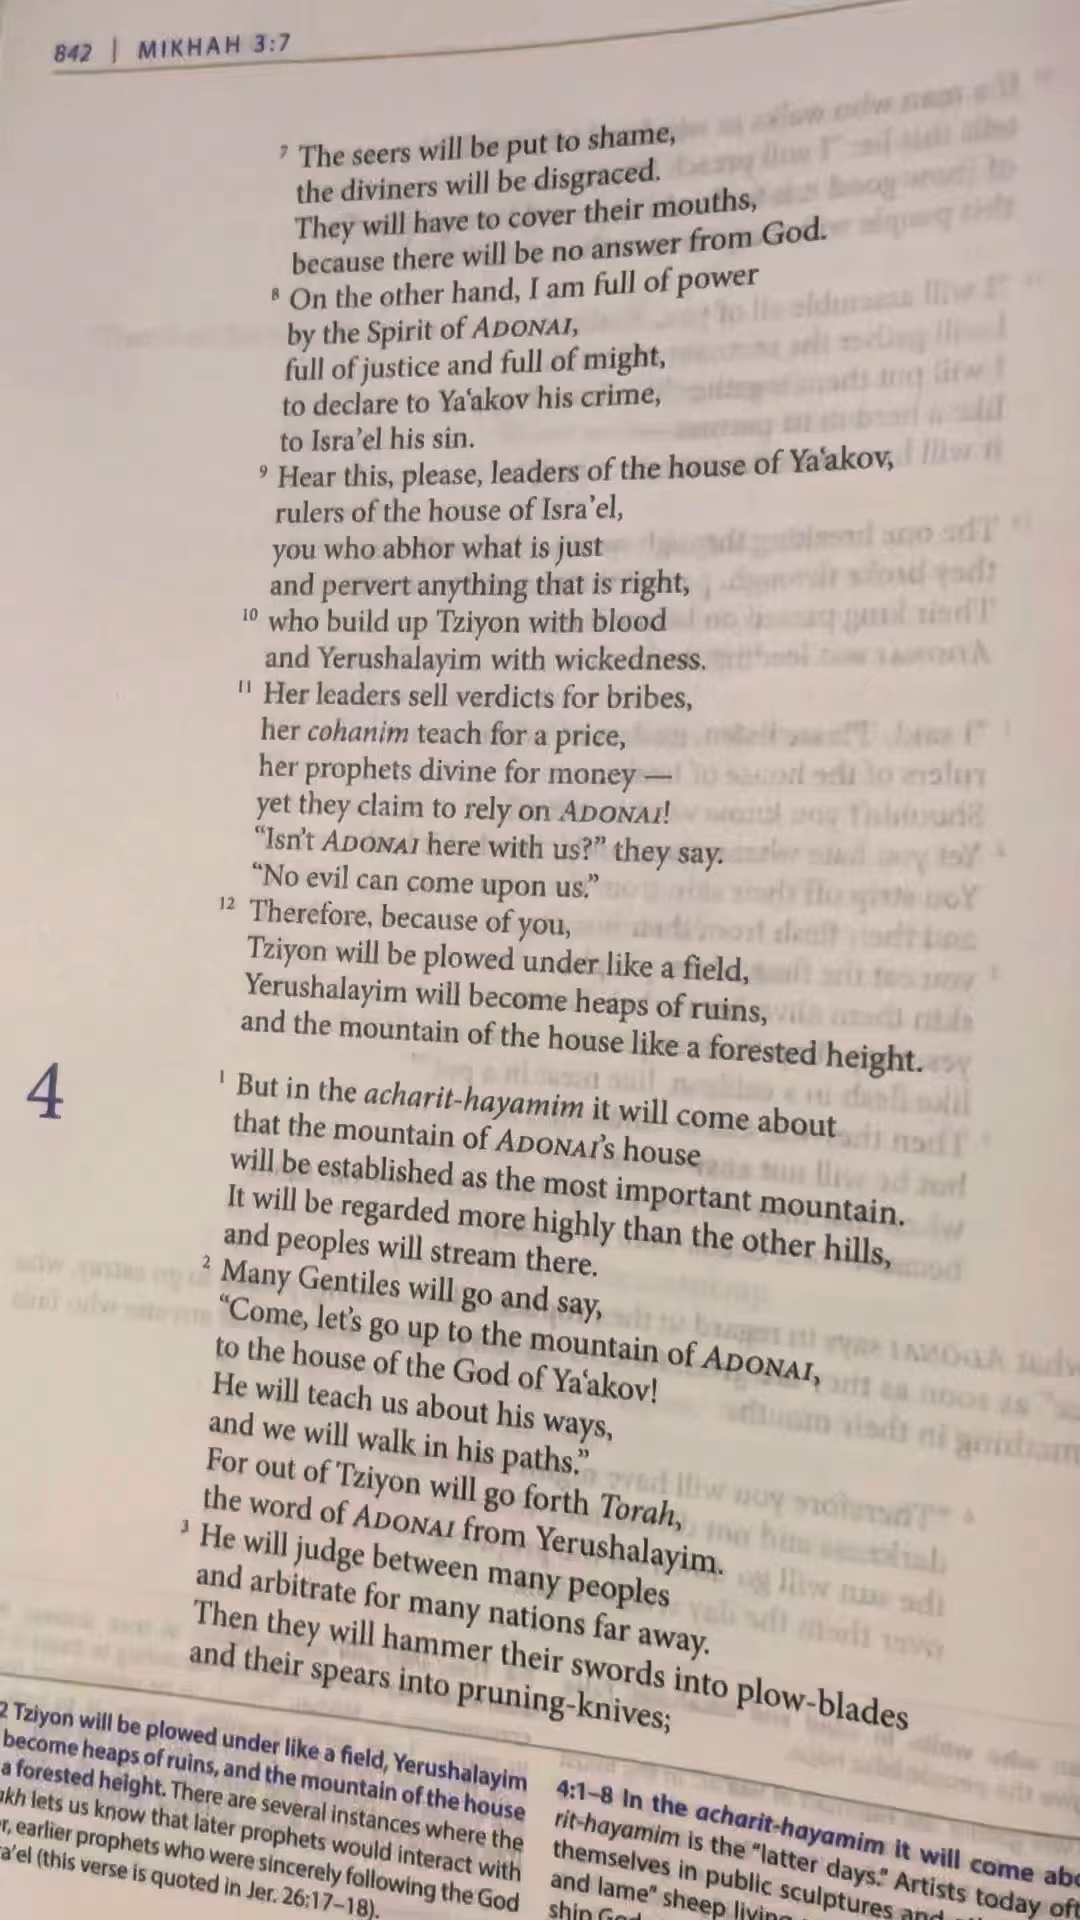 842 | MIKHAH 3:7
7 The seers will be put to shame,
the diviners will be disgraced.
They will have to cover their mouths,
because there will be no answer from God.
8 On the other hand, I am full of power
by the Spirit of ADONAI,
full of justice and full of might,
to declare to Ya‘akov his crime,
to Isra’el his sin.
9 Hear this, please, leaders of the house of Ya‘akov,
rulers of the house of Isra’el,
you who abhor what is just
and pervert anything that is right,
10 who build up Tziyon with blood
and Yerushalayim with wickedness.
11 Her leaders sell verdicts for bribes,
her cohanim teach for a price,
her prophets divine for money —
yet they claim to rely on ADONAI!
“Isn’t ADONAI here with us?” they say.
“No evil can come upon us.”
12 Therefore, because of you,
Tziyon will be plowed under like a field,
Yerushalayim will become heaps of ruins,
and the mountain of the house like a forested height.
4
1 But in the acharit-hayamim it will come about
that the mountain of ADONAI’s house
will be established as the most important mountain.
It will be regarded more highly than the other hills,
and peoples will stream there.
2 Many Gentiles will go and say,
“Come, let’s go up to the mountain of ADONAI,
to the house of the God of Ya‘akov!
He will teach us about his ways,
and we will walk in his paths.”
For out of Tziyon will go forth Torah,
the word of ADONAI from Yerushalayim.
3 He will judge between many peoples
and arbitrate for many nations far away.
Then they will hammer their swords into plow-blades
and their spears into pruning-knives;
2 Tziyon will be plowed under like a field, Yerushalayim
become heaps of ruins, and the mountain of the house
a forested height. There are several instances where the
akh lets us know that later prophets would interact with
r, earlier prophets who were sincerely following the God
a’el (this verse is quoted in Jer. 26:17–18).
4:1–8 In the acharit-hayamim it will come abo
rit-hayamim is the “latter days.” Artists today oft
themselves in public sculptures and
and lame” sheep living
ship God